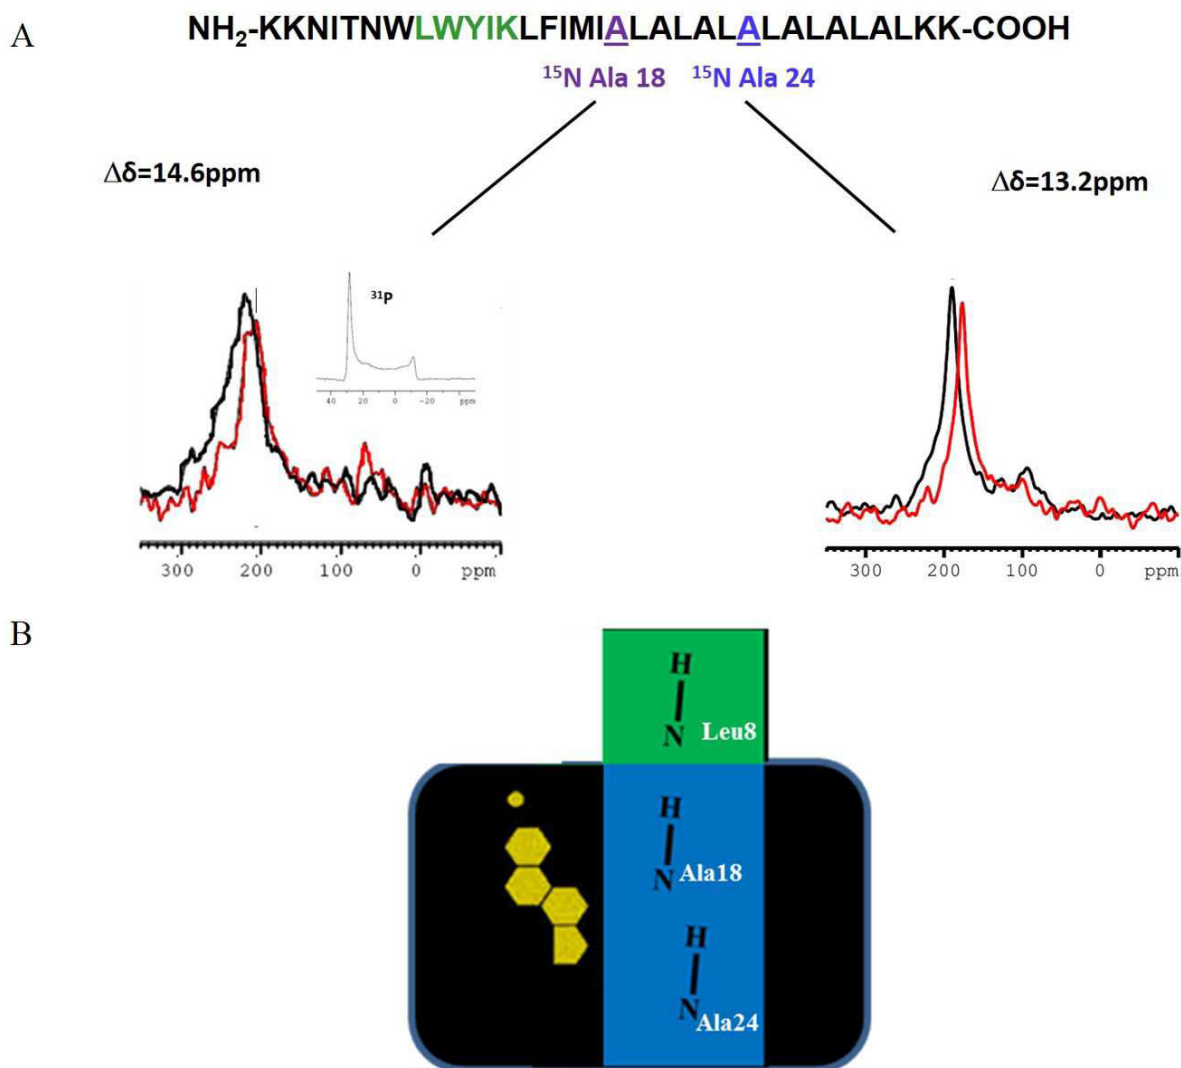 A
NH₂-KKNITNWLWYIKLFIMIALALALALALALALKK-COOH
¹⁵N Ala 18 ¹⁵N Ala 24
Δδ=14.6ppm
Δδ=13.2ppm
³¹P
40 20 0 -20 ppm
300 200 100 0 ppm
300 200 100 0 ppm
B
H
N Leu8
H
N Ala18
H
N Ala24